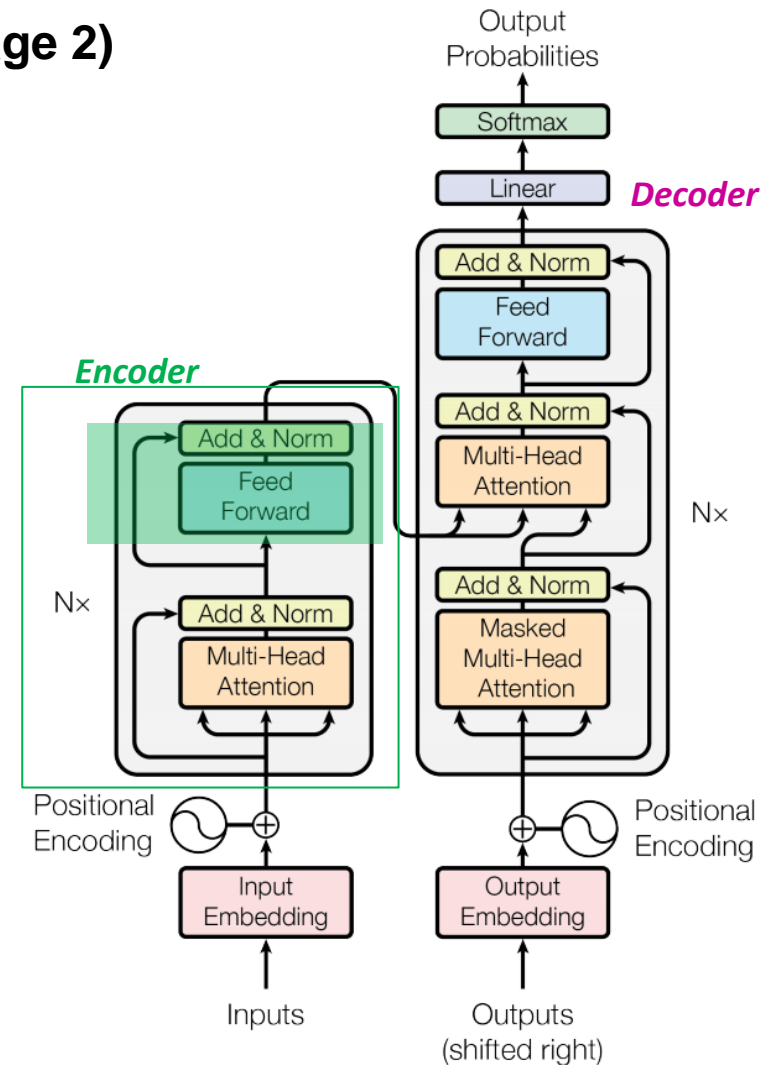 ge 2)
Output
Probabilities
Softmax
Linear
Decoder
Add & Norm
Feed
Forward
Add & Norm
Multi-Head
Attention
Nx
Add & Norm
Masked
Multi-Head
Attention
Encoder
Add & Norm
Feed
Forward
Nx
Add & Norm
Multi-Head
Attention
Positional
Encoding
Positional
Encoding
Input
Embedding
Output
Embedding
Inputs
Outputs
(shifted right)